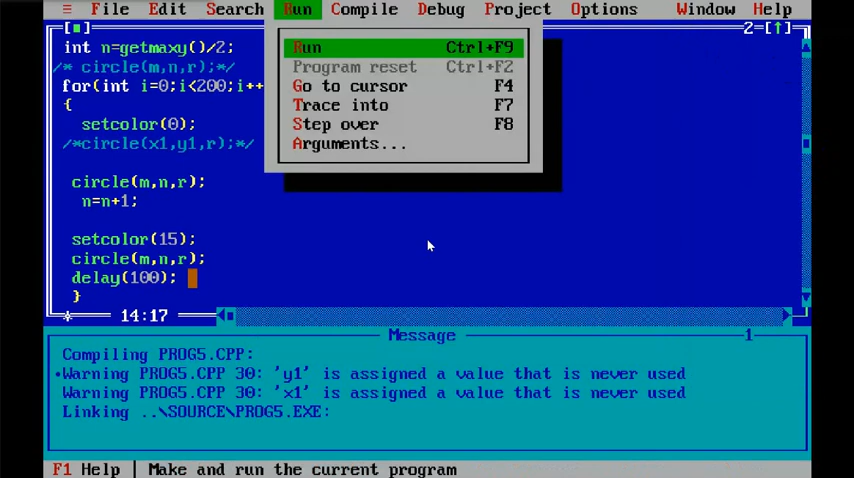 ≡ File Edit Search Run Compile Debug Project Options Window Help
[■] 2=[↑]
int n=getmaxy()/2;
/* circle(m,n,r);*/
for(int i=0;i<200;i++
{
setcolor(0);
/*circle(x1,y1,r);*/
circle(m,n,r);
n=n+1;
setcolor(15);
circle(m,n,r);
delay(100);
}
14:17
Run Ctrl+F9
Program reset Ctrl+F2
Go to cursor F4
Trace into F7
Step over F8
Arguments...
Message 1
Compiling PROG5.CPP:
•Warning PROG5.CPP 30: 'y1' is assigned a value that is never used
Warning PROG5.CPP 30: 'x1' is assigned a value that is never used
Linking ..\SOURCE\PROG5.EXE:
F1 Help | Make and run the current program